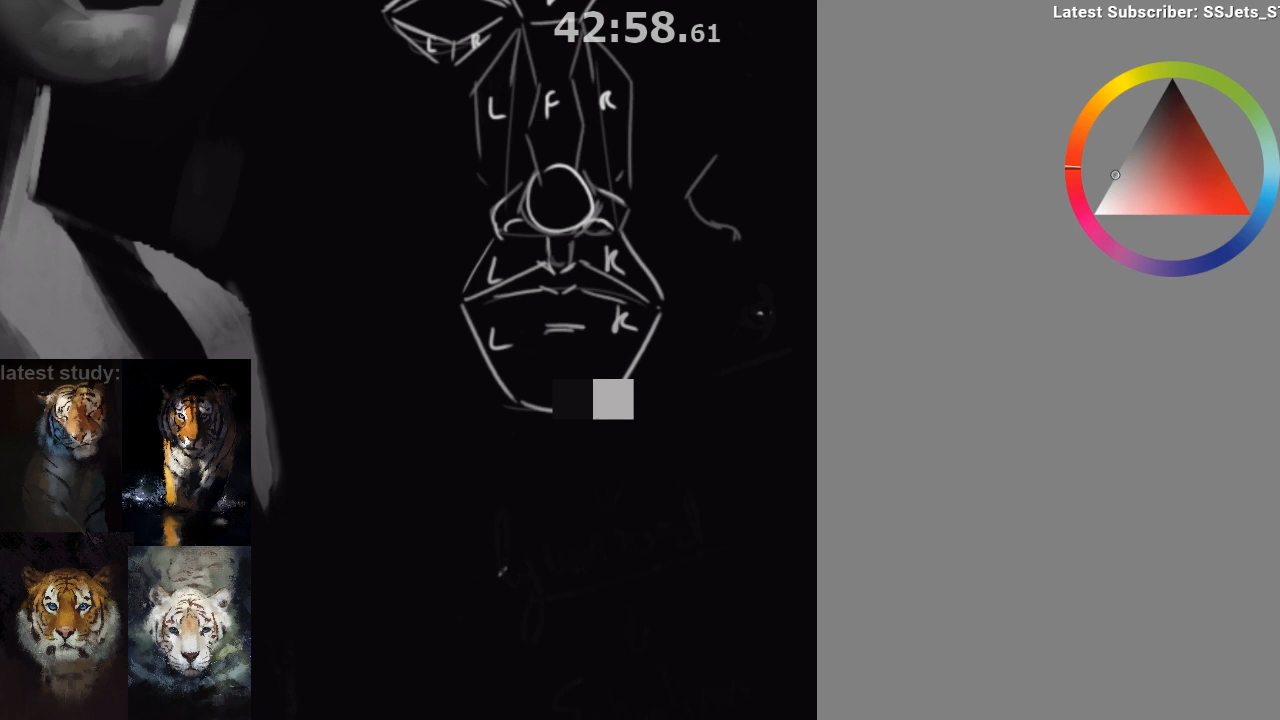 Latest Subscriber: SSJets_S
42:58.61
L R
L F R
L R
L R
latest study: